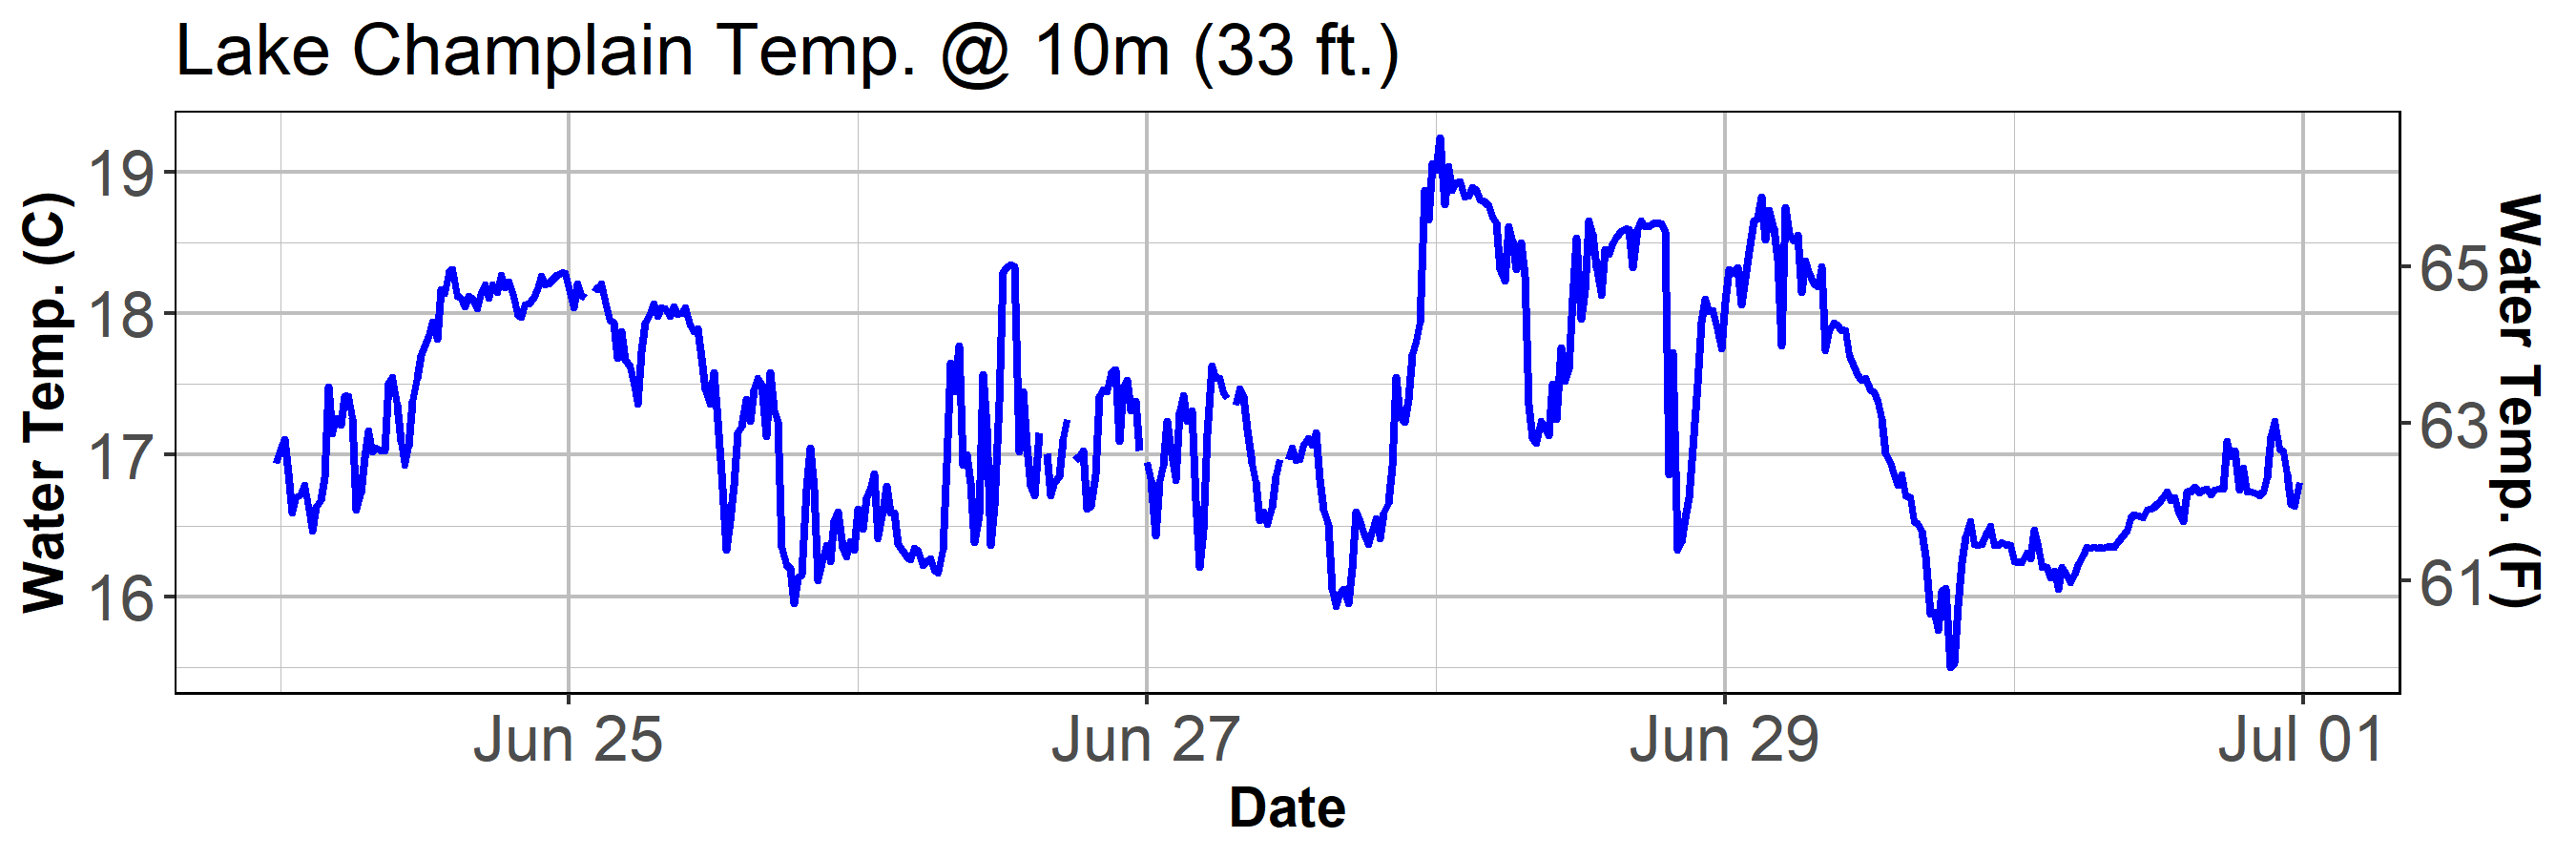 Lake Champlain Temp. @ 10m (33 ft.)
Water Temp. (C)
19
18
17
16
65
63
61
Water Temp. (F)
Jun 25
Jun 27
Jun 29
Jul 01
Date